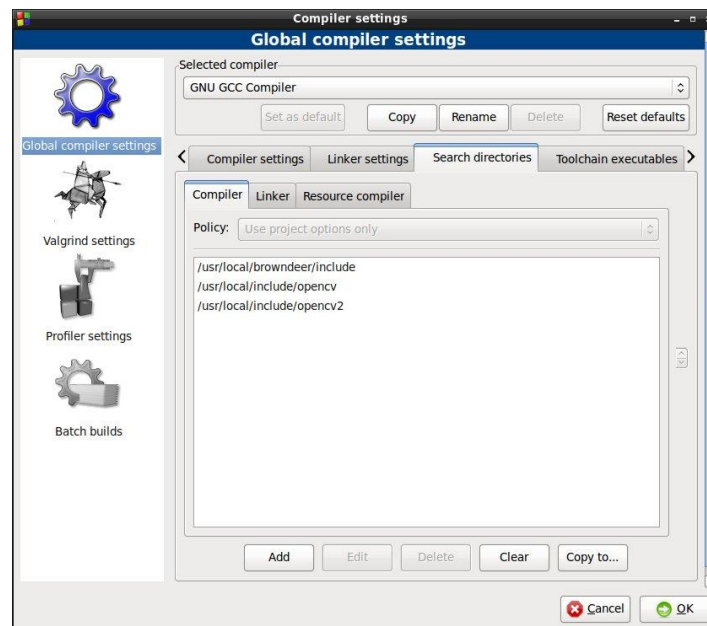 Compiler settings
Global compiler settings
Selected compiler
GNU GCC Compiler
Set as default Copy Rename Delete Reset defaults
Global compiler settings
Valgrind settings
Profiler settings
Batch builds
Compiler settings Linker settings Search directories Toolchain executables
Compiler Linker Resource compiler
Policy: Use project options only
/usr/local/browndeer/include
/usr/local/include/opencv
/usr/local/include/opencv2
Add Edit Delete Clear Copy to...
Cancel OK